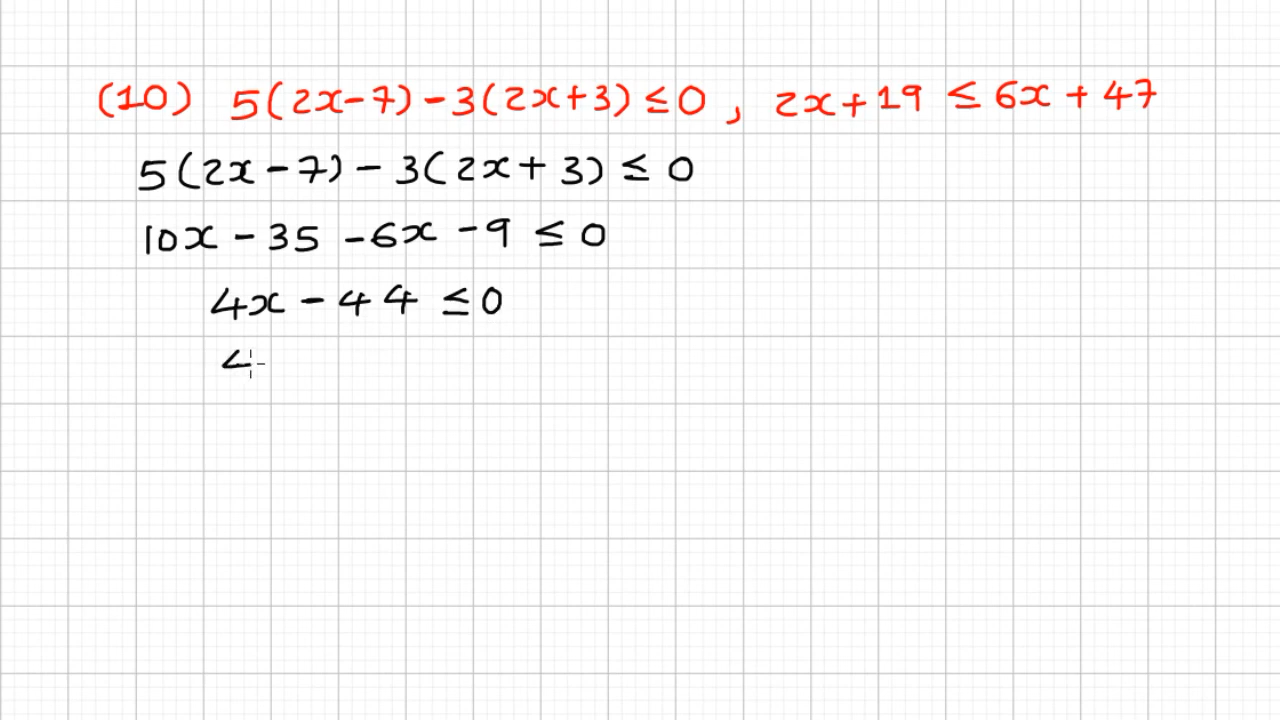 (10) 5(2x-7)-3(2x+3) ≤0, 2x+19 ≤ 6x+47
5(2x-7)-3(2x+3) ≤ 0
10x - 35 -6x -9 ≤ 0
4x - 44 ≤0